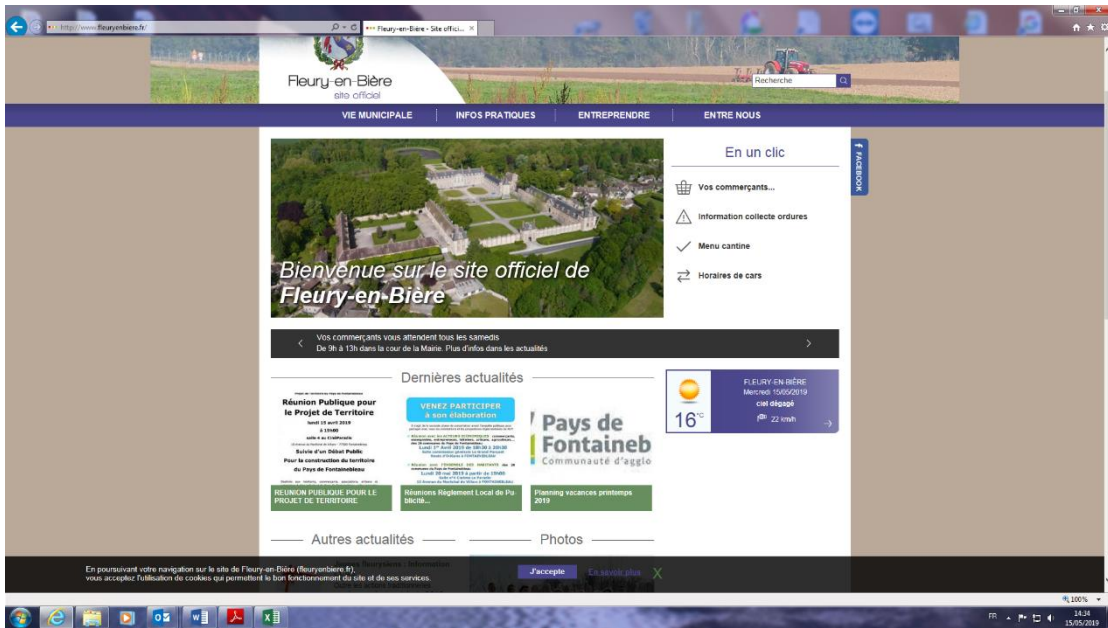 http://www.fleuryenbiere.fr/
Fleury-en-Bière - Site offici...
Fleury-en-Bière
site officiel
Recherche
VIE MUNICIPALE
INFOS PRATIQUES
ENTREPRENDRE
ENTRE NOUS
Bienvenue sur le site officiel de
Fleury-en-Bière
En un clic
Vos commerçants...
Information collecte ordures
Menu cantine
Horaires de cars
FACEBOOK
Vos commerçants vous attendent tous les samedis
De 9h à 13h dans la cour de la Mairie. Plus d'infos dans les actualités
Dernières actualités
Réunion Publique pour
le Projet de Territoire
lundi 15 avril 2019
à 19h00
Suivie d'un Débat Public
Pour la construction du territoire
du Pays de Fontainebleau
REUNION PUBLIQUE POUR LE
PROJET DE TERRITOIRE
VENEZ PARTICIPER
à son élaboration
Réunions Règlement Local de Pu-
blicité...
Pays de
Fontaineb
Communauté d'agglo
Planning vacances printemps
2019
16°C
FLEURY-EN-BIÈRE
Mercredi 15/05/2019
ciel dégagé
22 km/h
Autres actualités
Photos
En poursuivant votre navigation sur le site de Fleury-en-Bière (fleuryenbiere.fr),
vous acceptez l'utilisation de cookies qui permettent le bon fonctionnement du site et de ses services.
J'accepte
En savoir plus
X
100%
FR
14:34
15/05/2019